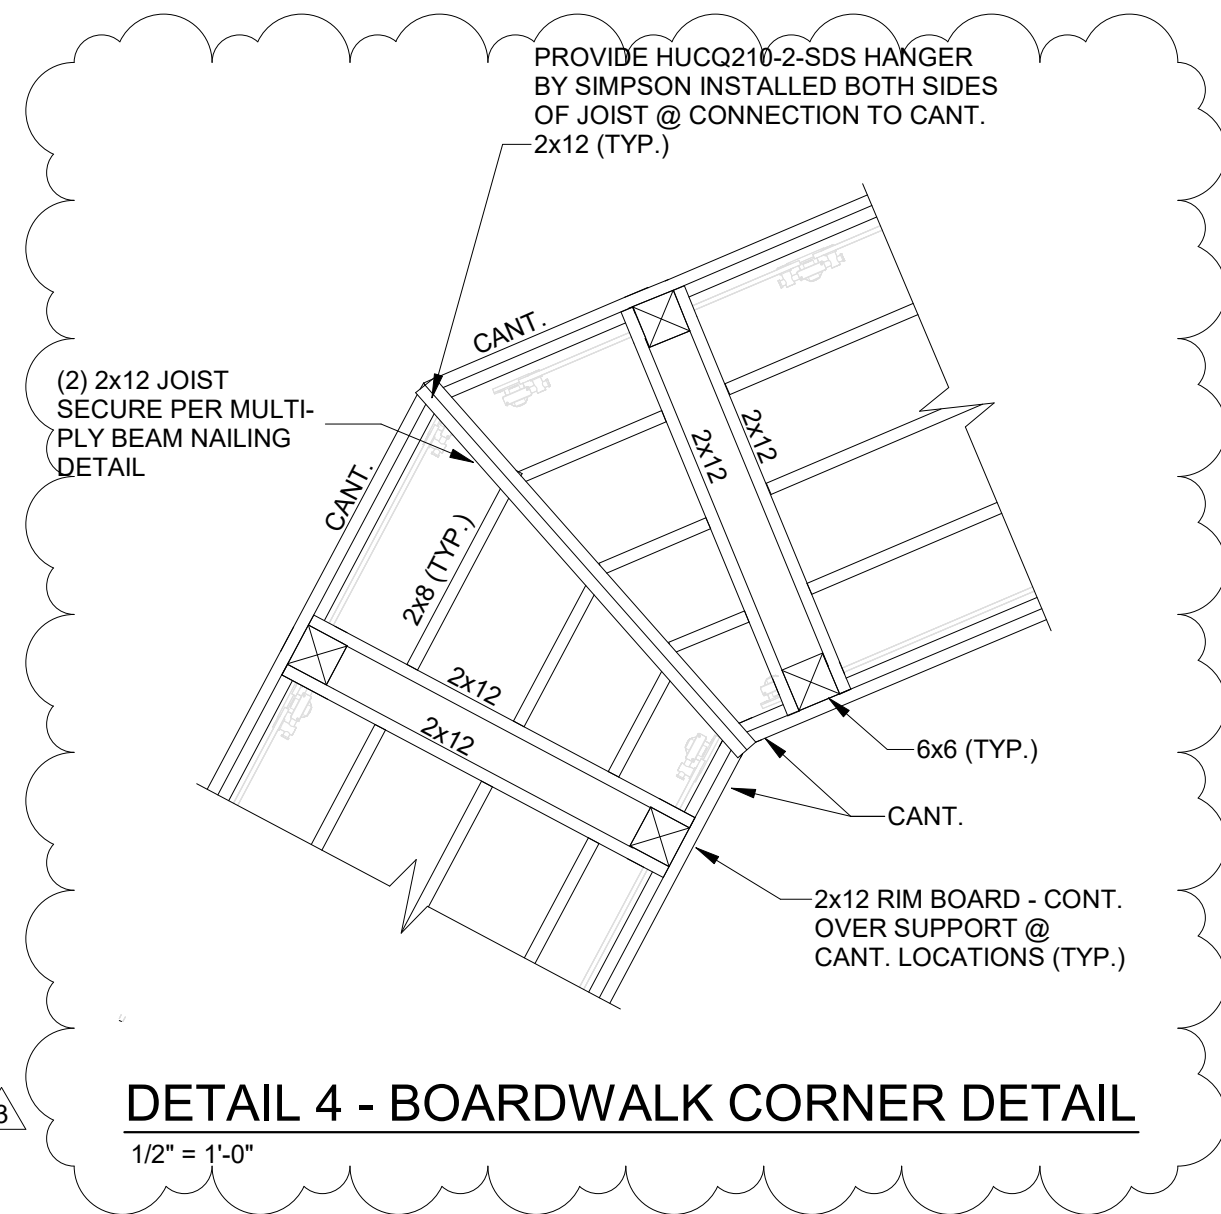 PROVIDE HUCQ210-2-SDS HANGER
BY SIMPSON INSTALLED BOTH SIDES
OF JOIST @ CONNECTION TO CANT.
2x12 (TYP.)
CANT.
(2) 2x12 JOIST
SECURE PER MULTI-
PLY BEAM NAILING
DETAIL
CANT.
2x12
2x12
2x8 (TYP.)
2x12
2x12
6x6 (TYP.)
CANT.
2x12 RIM BOARD - CONT.
OVER SUPPORT @
CANT. LOCATIONS (TYP.)
3
DETAIL 4 - BOARDWALK CORNER DETAIL
1/2" = 1'-0"